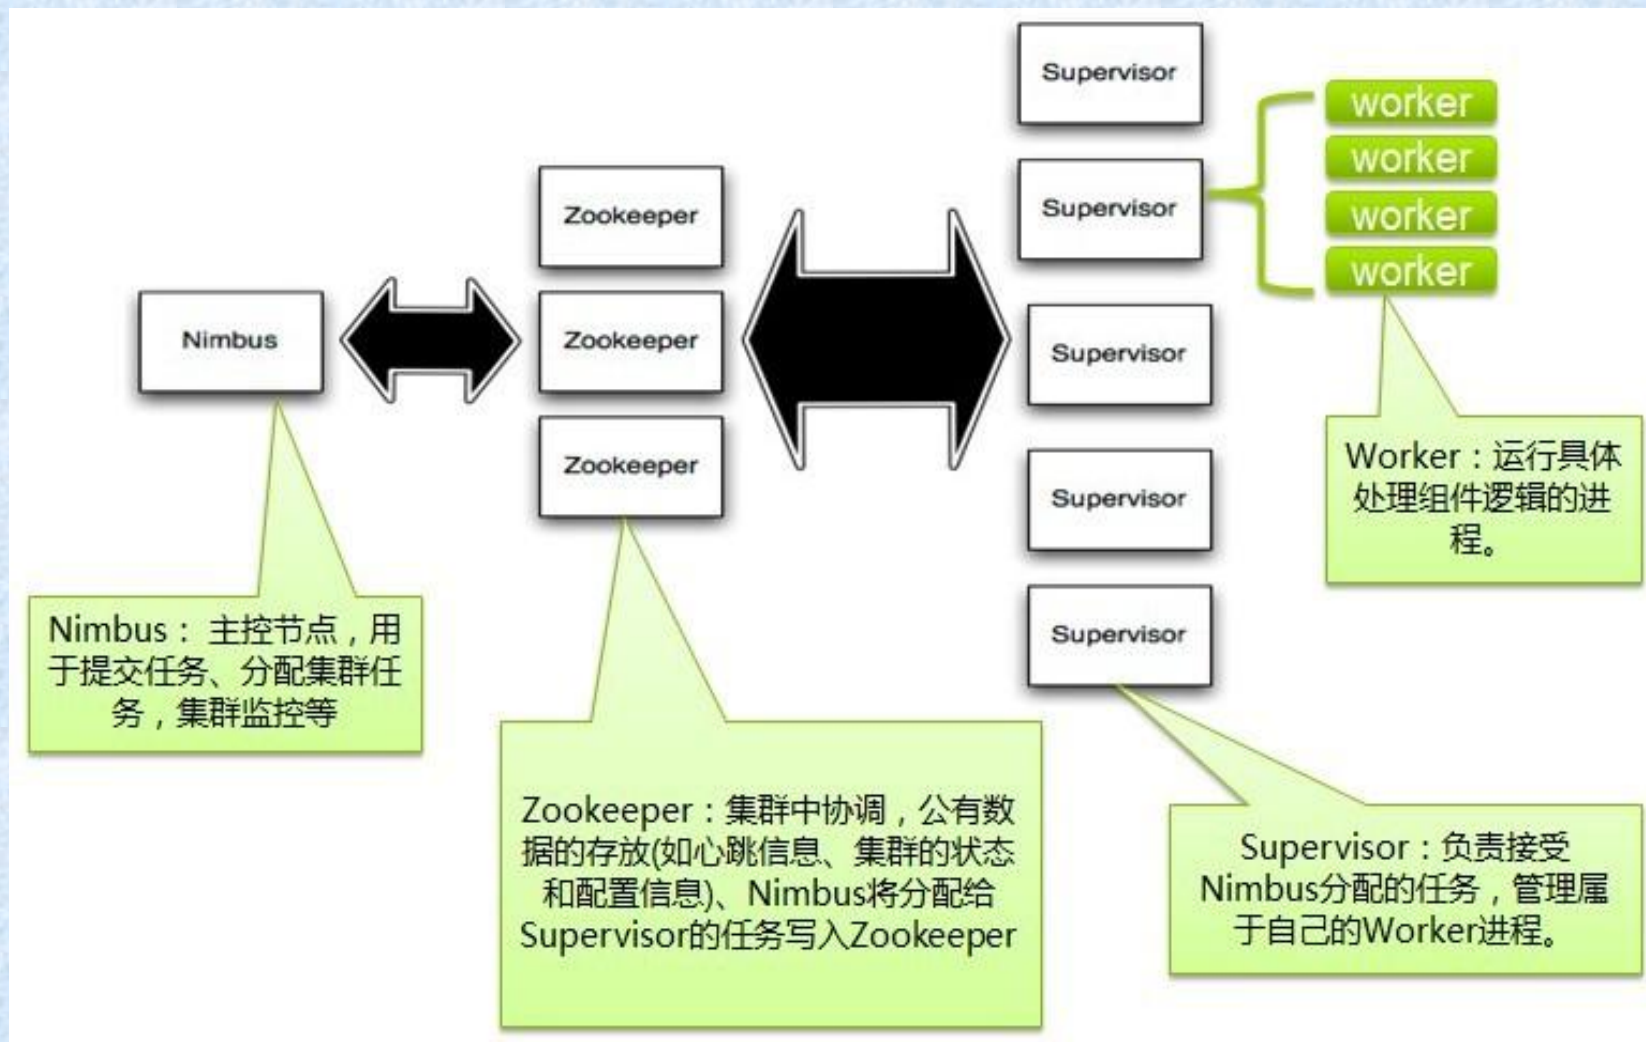 Supervisor
worker
worker
worker
worker
Supervisor
Zookeeper
Nimbus
Zookeeper
Supervisor
Zookeeper
Supervisor
Supervisor
Worker：运行具体
处理组件逻辑的进
程。
Nimbus： 主控节点，用
于提交任务、分配集群任
务，集群监控等
Zookeeper：集群中协调，公有数
据的存放(如心跳信息、集群的状态
和配置信息)、Nimbus将分配给
Supervisor的任务写入Zookeeper
Supervisor：负责接受
Nimbus分配的任务，管理属
于自己的Worker进程。